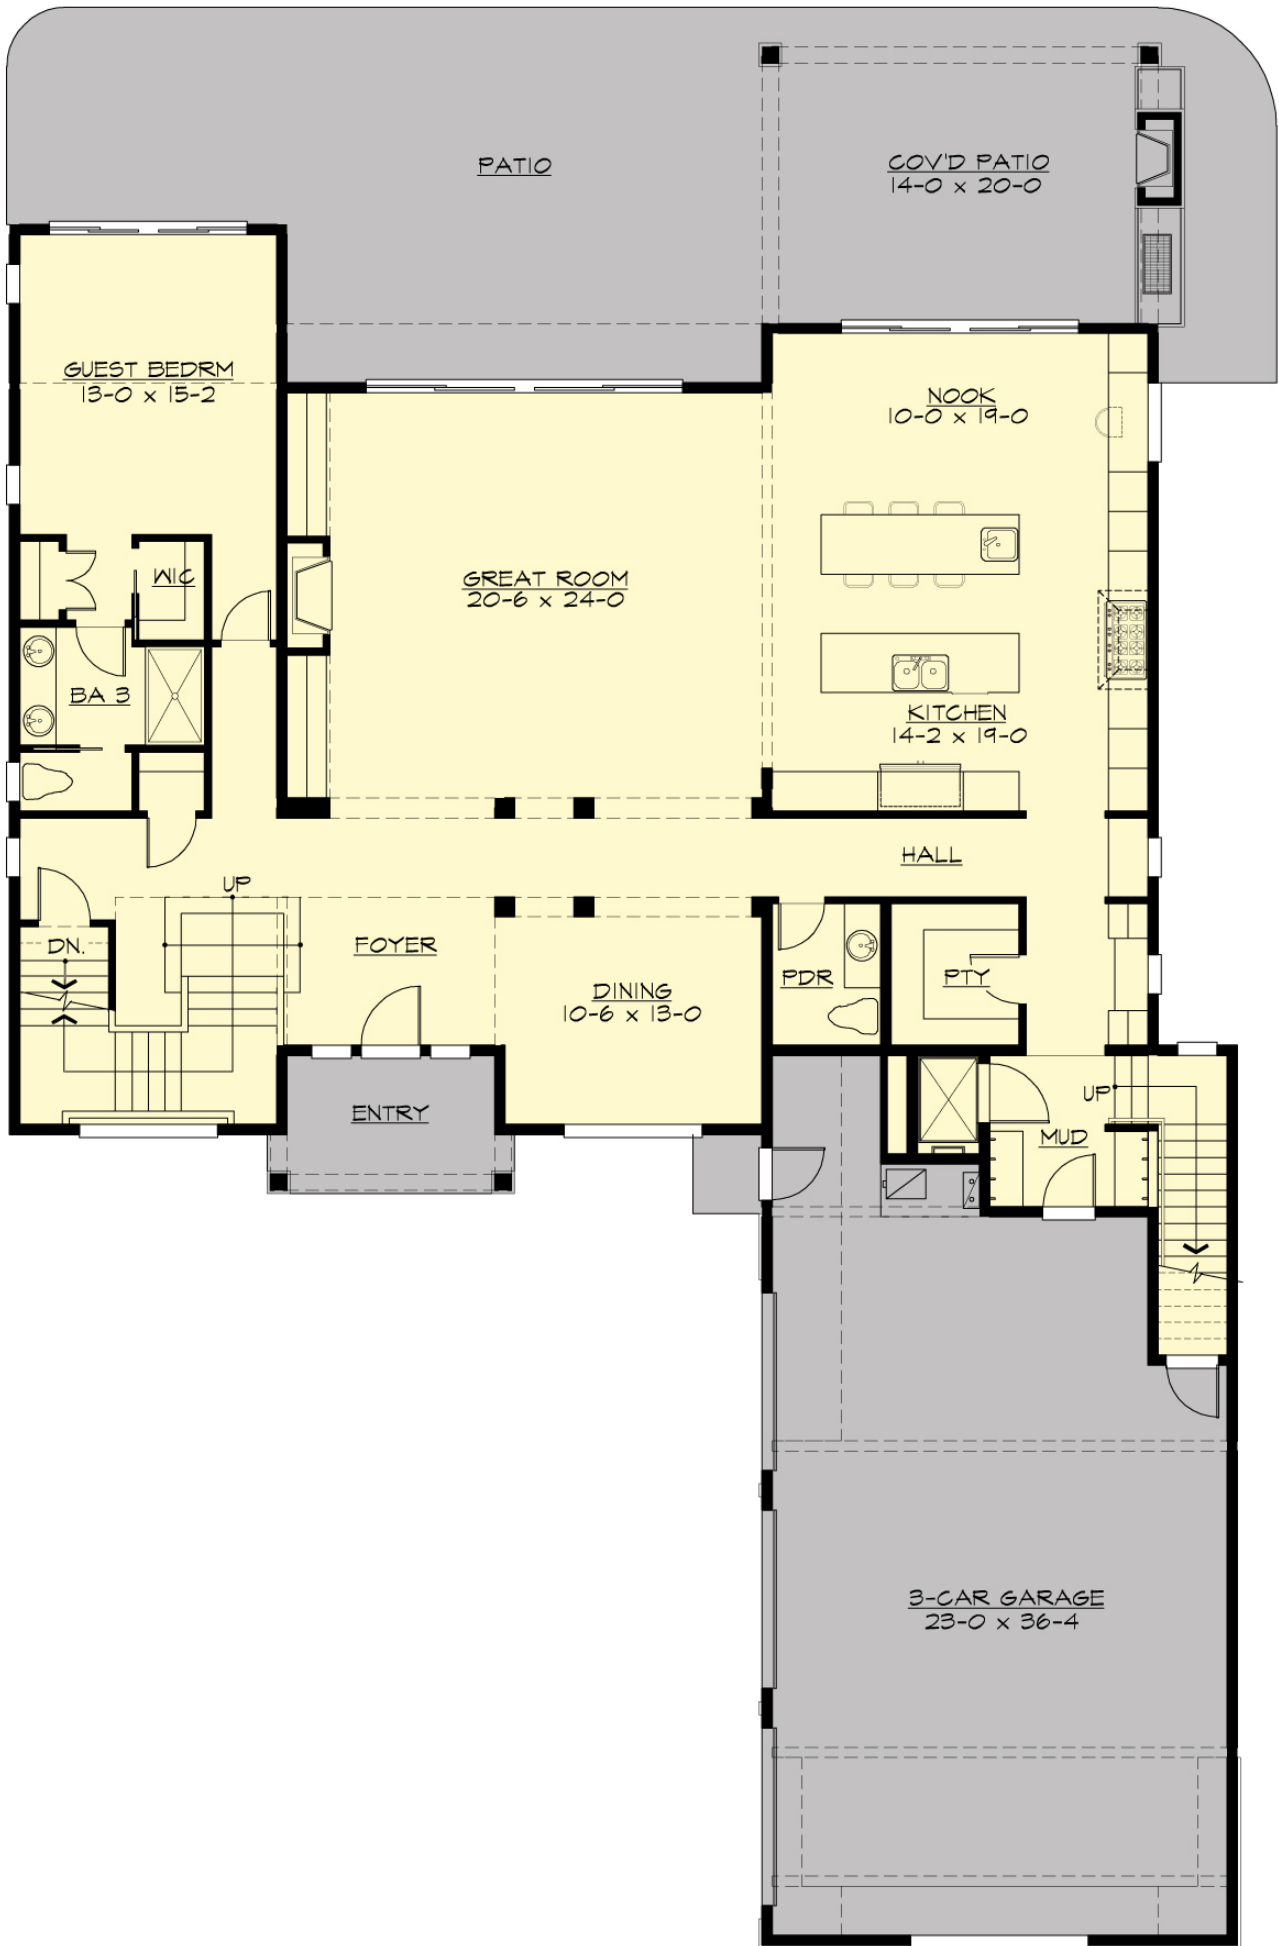 PATIO
COV'D PATIO
14-0 x 20-0
GUEST BEDRM
13-0 x 15-2
NOOK
10-0 x 19-0
WIC
GREAT ROOM
20-6 x 24-0
BA 3
KITCHEN
14-2 x 19-0
HALL
UP
DN.
FOYER
DINING
10-6 x 13-0
PDR
PTY
ENTRY
UP
MUD
3-CAR GARAGE
23-0 x 36-4